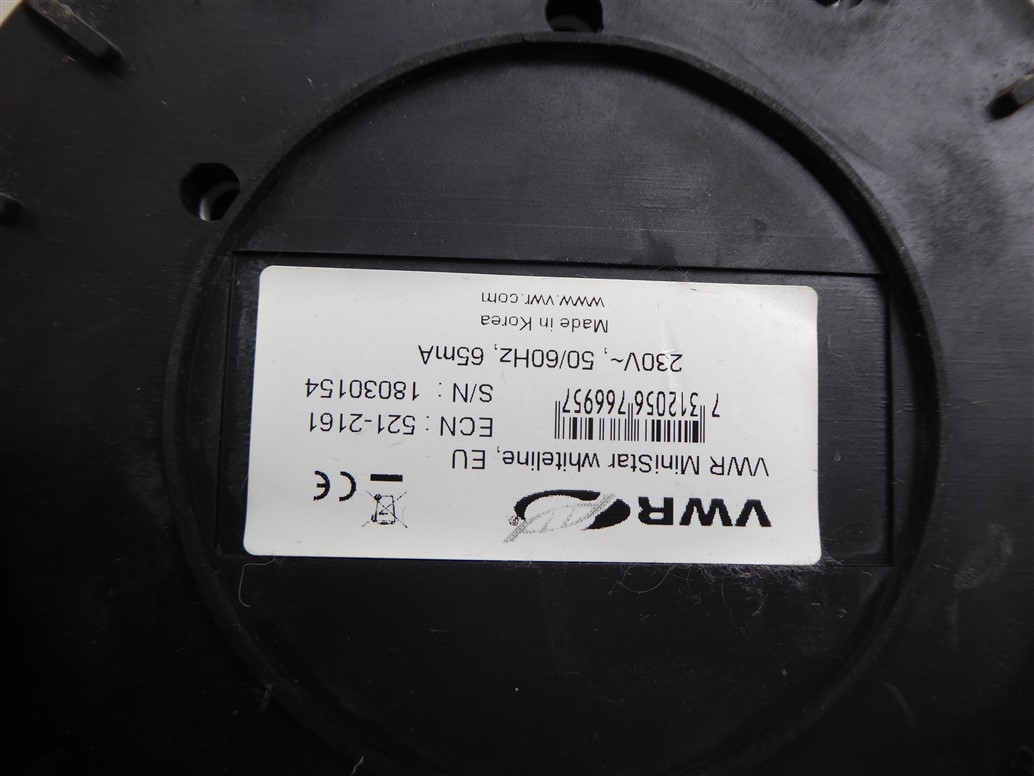 VWR
VWR MiniStar whiteline, EU
ECN : 521-2161
S/N : 18030154
7 312056 766957
230V~, 50/60Hz, 65mA
Made in Korea
www.vwr.com
CE